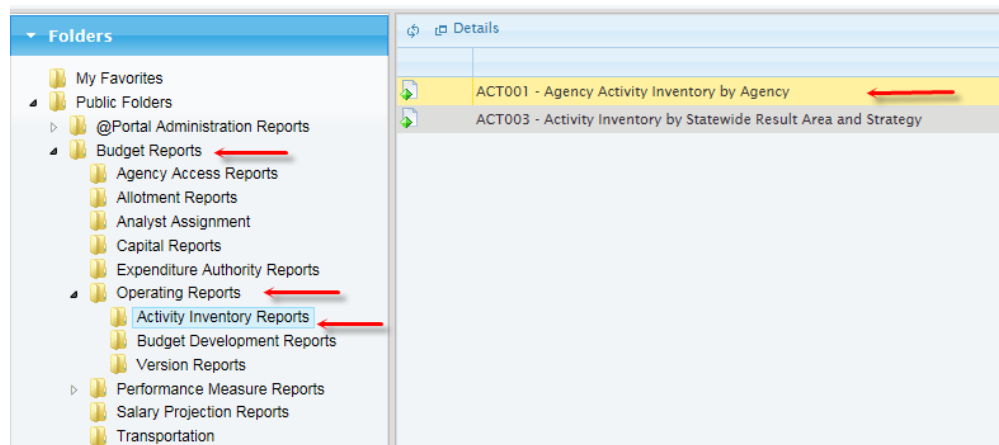 Folders
My Favorites
Public Folders
@Portal Administration Reports
Budget Reports
Agency Access Reports
Allotment Reports
Analyst Assignment
Capital Reports
Expenditure Authority Reports
Operating Reports
Activity Inventory Reports
Budget Development Reports
Version Reports
Performance Measure Reports
Salary Projection Reports
Transportation
Details
ACT001 - Agency Activity Inventory by Agency
ACT003 - Activity Inventory by Statewide Result Area and Strategy